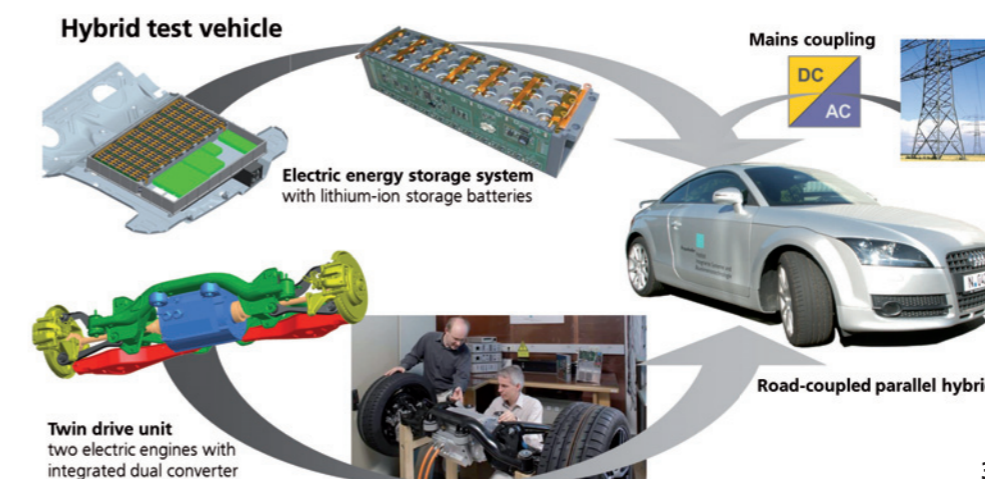 Hybrid test vehicle
Mains coupling
DC
AC
Electric energy storage system
with lithium-ion storage batteries
Road-coupled parallel hybri
Twin drive unit
two electric engines with
integrated dual converter